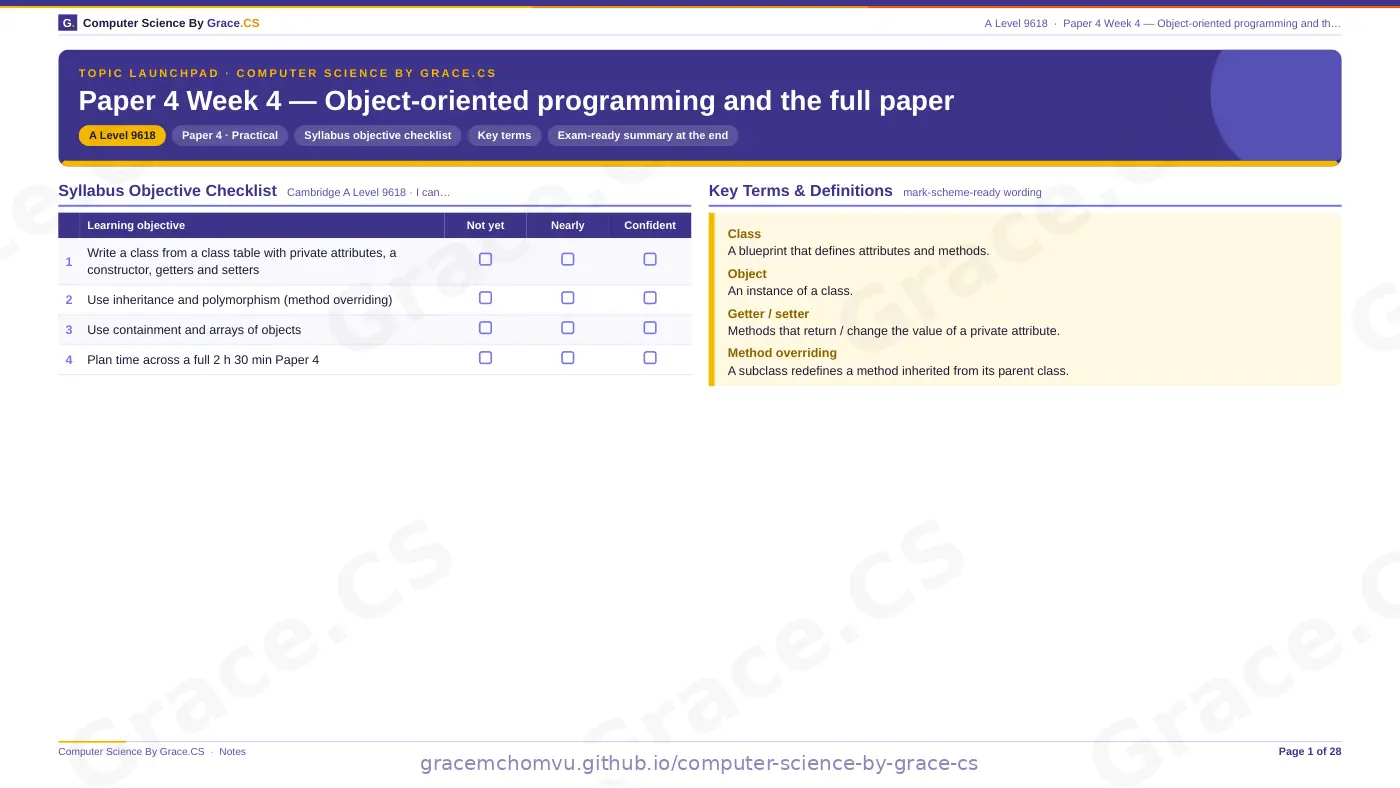 G. Computer Science By Grace.CS
A Level 9618 · Paper 4 Week 4 — Object-oriented programming and th…
TOPIC LAUNCHPAD · COMPUTER SCIENCE BY GRACE.CS
Paper 4 Week 4 — Object-oriented programming and the full paper
A Level 9618
Paper 4 · Practical
Syllabus objective checklist
Key terms
Exam-ready summary at the end
Syllabus Objective Checklist Cambridge A Level 9618 · I can…
Learning objective Not yet Nearly Confident
1 Write a class from a class table with private attributes, a
constructor, getters and setters
2 Use inheritance and polymorphism (method overriding)
3 Use containment and arrays of objects
4 Plan time across a full 2 h 30 min Paper 4
Key Terms & Definitions mark-scheme-ready wording
Class
A blueprint that defines attributes and methods.
Object
An instance of a class.
Getter / setter
Methods that return / change the value of a private attribute.
Method overriding
A subclass redefines a method inherited from its parent class.
Grace.CS
Grace.CS
Grace.CS
Computer Science By Grace.CS · Notes
Page 1 of 28
gracemchomvu.github.io/computer-science-by-grace-cs